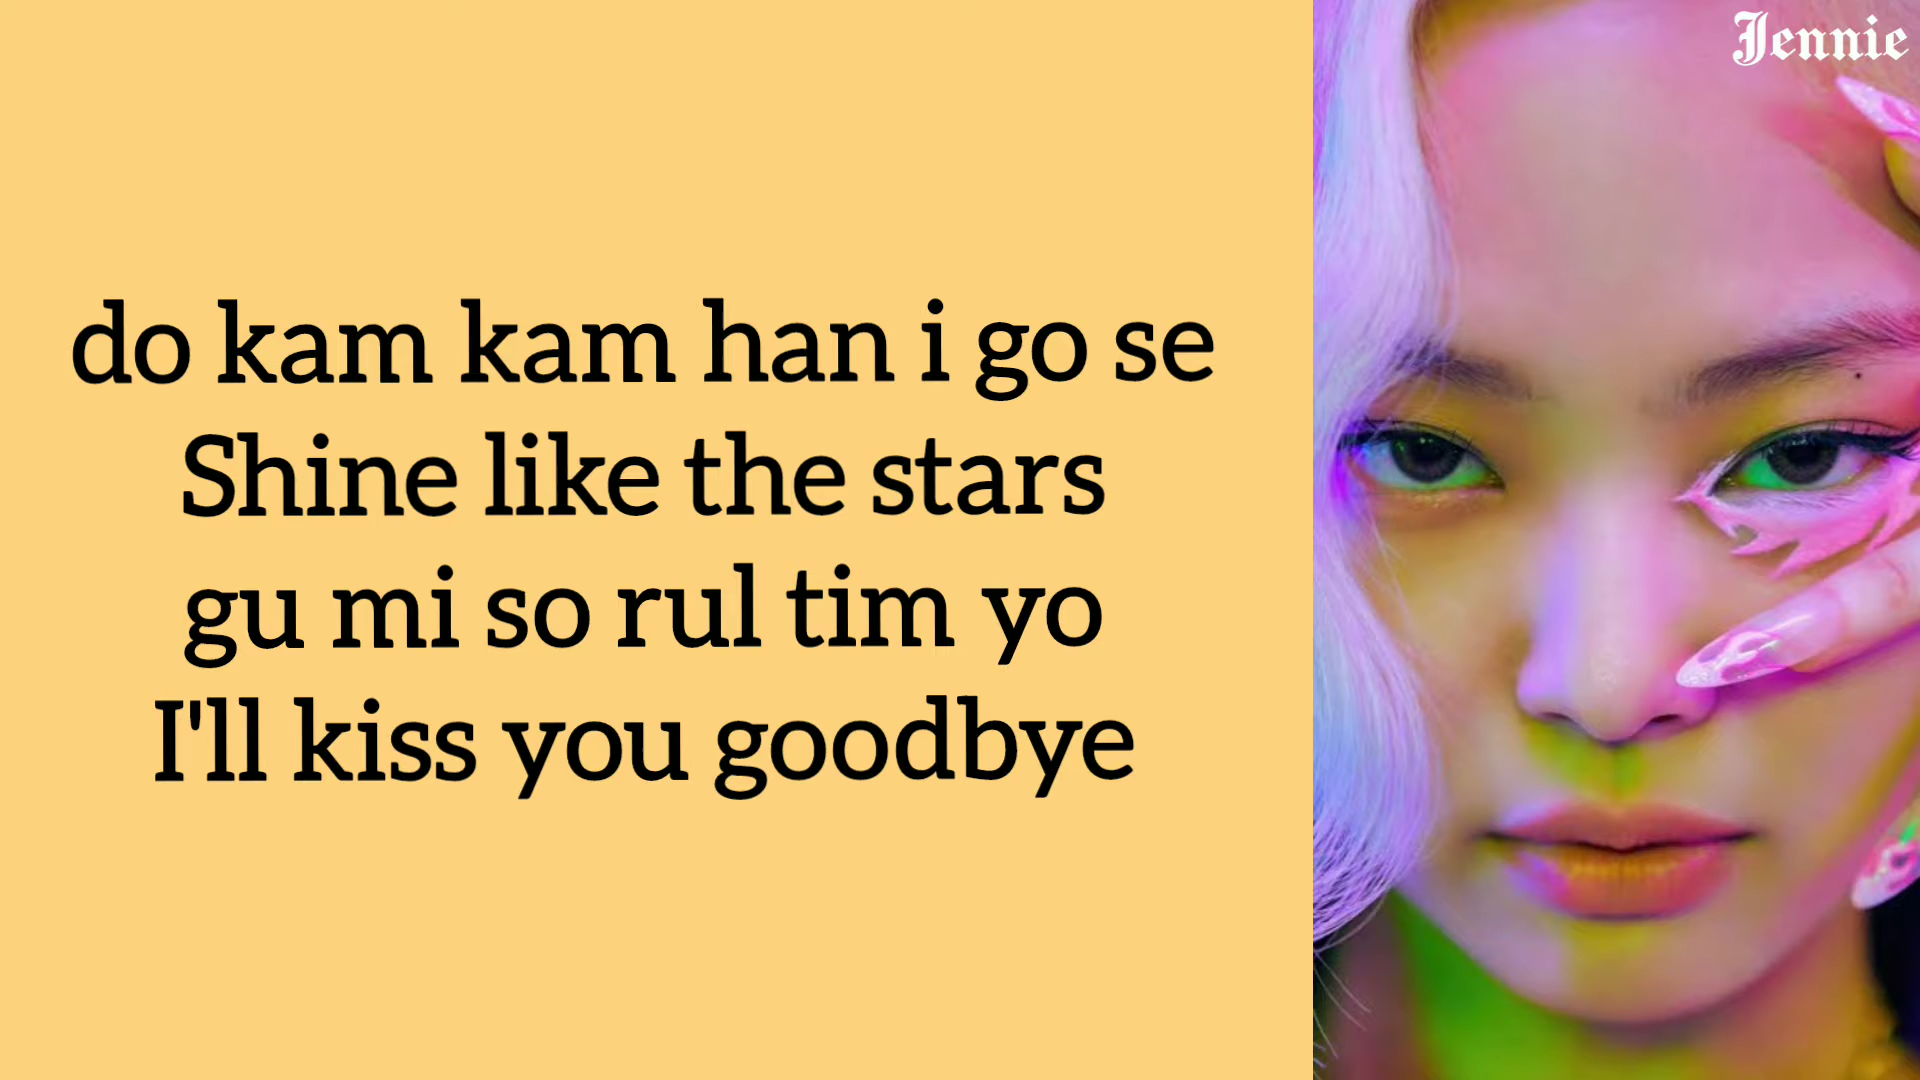 Jennie
do kam kam han i go se
Shine like the stars
gu mi so rul tim yo
I'll kiss you goodbye